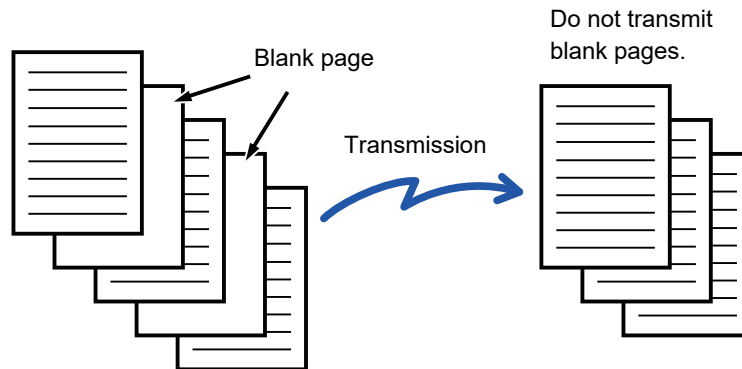 Do not transmit
blank pages.
Blank page
Transmission